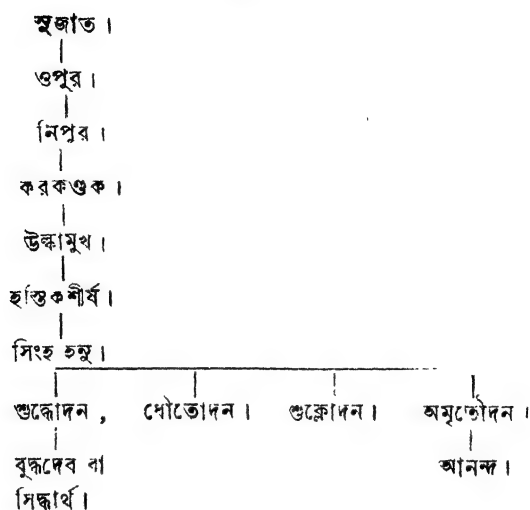 সুজাত ।
ওপুর ।
নিপুর ।
করকণ্ডক ।
উল্কামুখ ।
হস্তিকশীর্ষ ।
সিংহ হনু ।
শুদ্ধোদন , ধৌতোদন । শুক্লোদন । অমৃতৌদন ।
বুদ্ধদেব বা আনন্দ ।
সিদ্ধার্থ ।